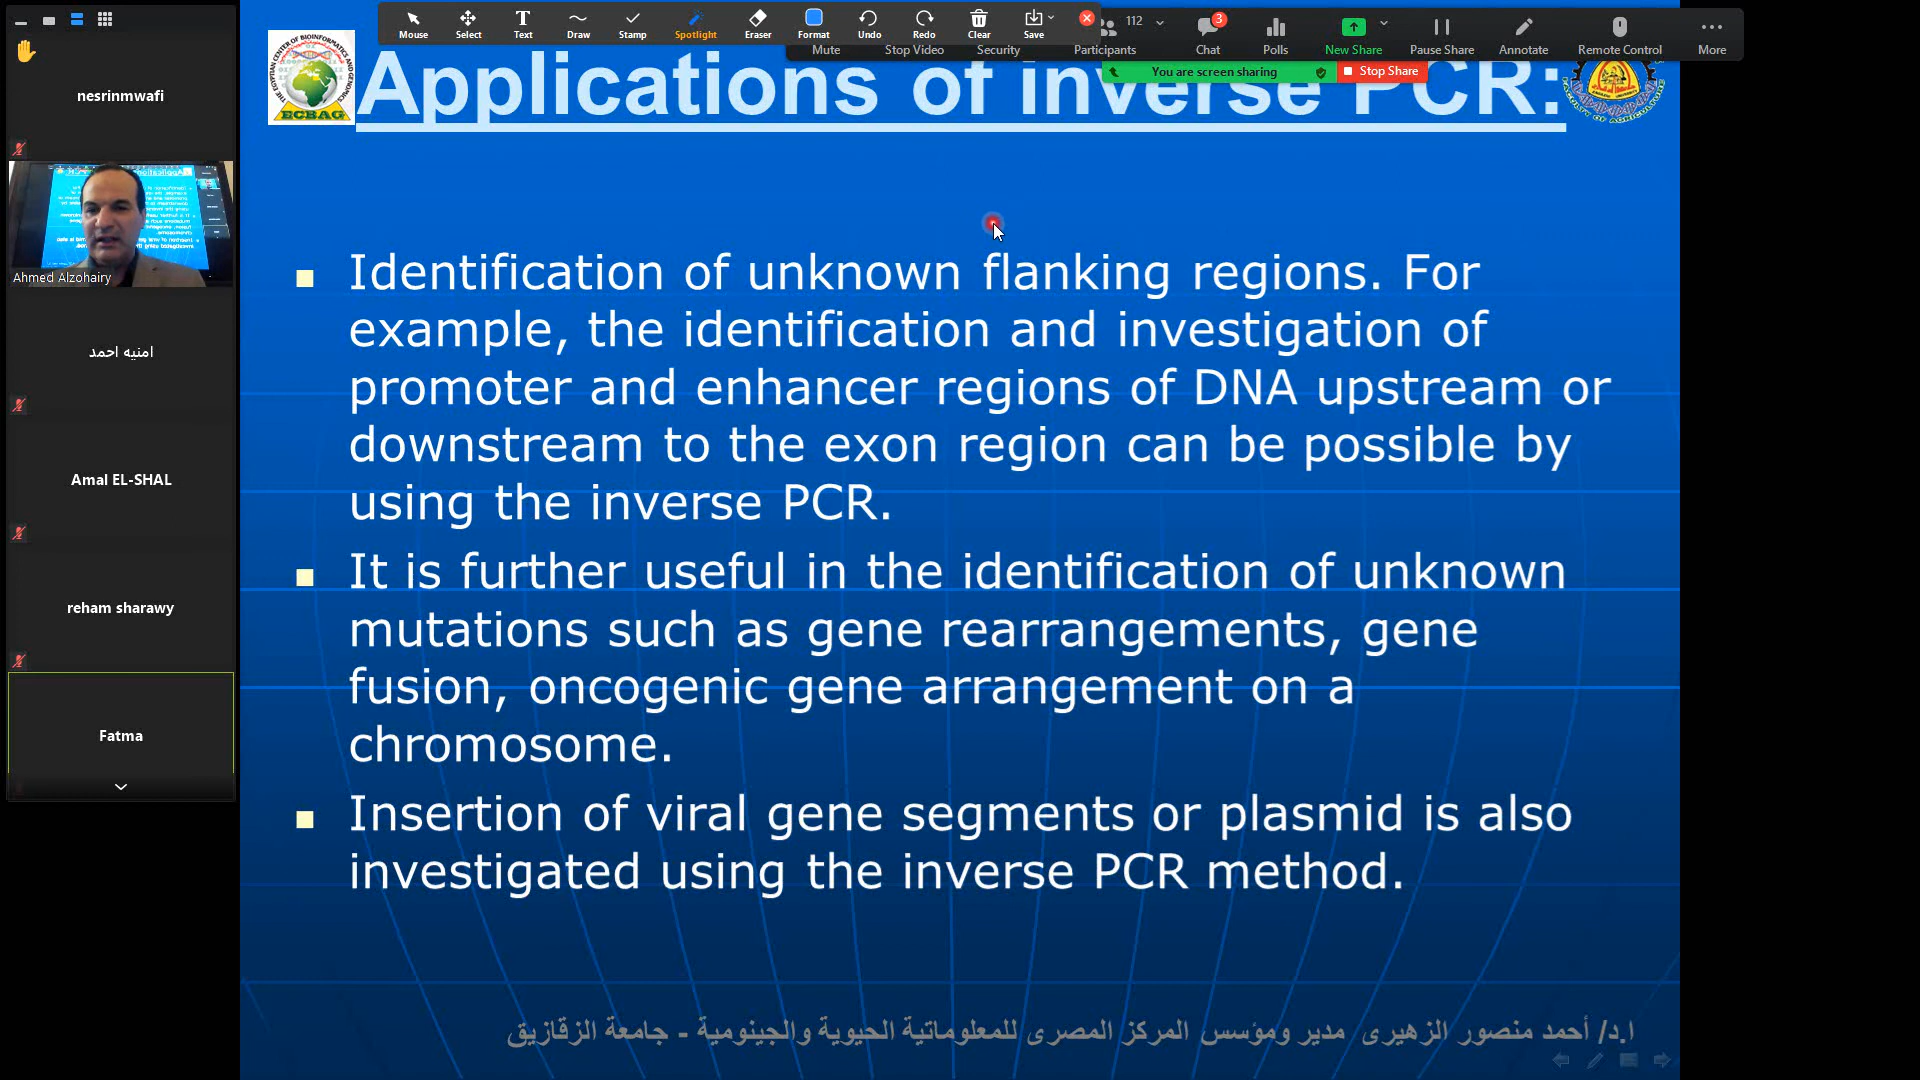 Mouse
Select
Text
Draw
Stamp
Spotlight
Eraser
Format
Undo
Redo
Clear
Save
112
3
Mute
Stop Video
Security
Participants
Chat
Polls
New Share
Pause Share
Annotate
Remote Control
More
You are screen sharing
Stop Share
nesrinmwafi
Ahmed Alzohairy
امنيه احمد
Amal EL-SHAL
reham sharawy
Fatma
ECBAG
Applications of inverse PCR:
Identification of unknown flanking regions. For
example, the identification and investigation of
promoter and enhancer regions of DNA upstream or
downstream to the exon region can be possible by
using the inverse PCR.
It is further useful in the identification of unknown
mutations such as gene rearrangements, gene
fusion, oncogenic gene arrangement on a
chromosome.
Insertion of viral gene segments or plasmid is also
investigated using the inverse PCR method.
ا.د/ أحمد منصور الزهيرى مدير ومؤسس المركز المصرى للمعلوماتية الحيوية والجينومية - جامعة الزقازيق